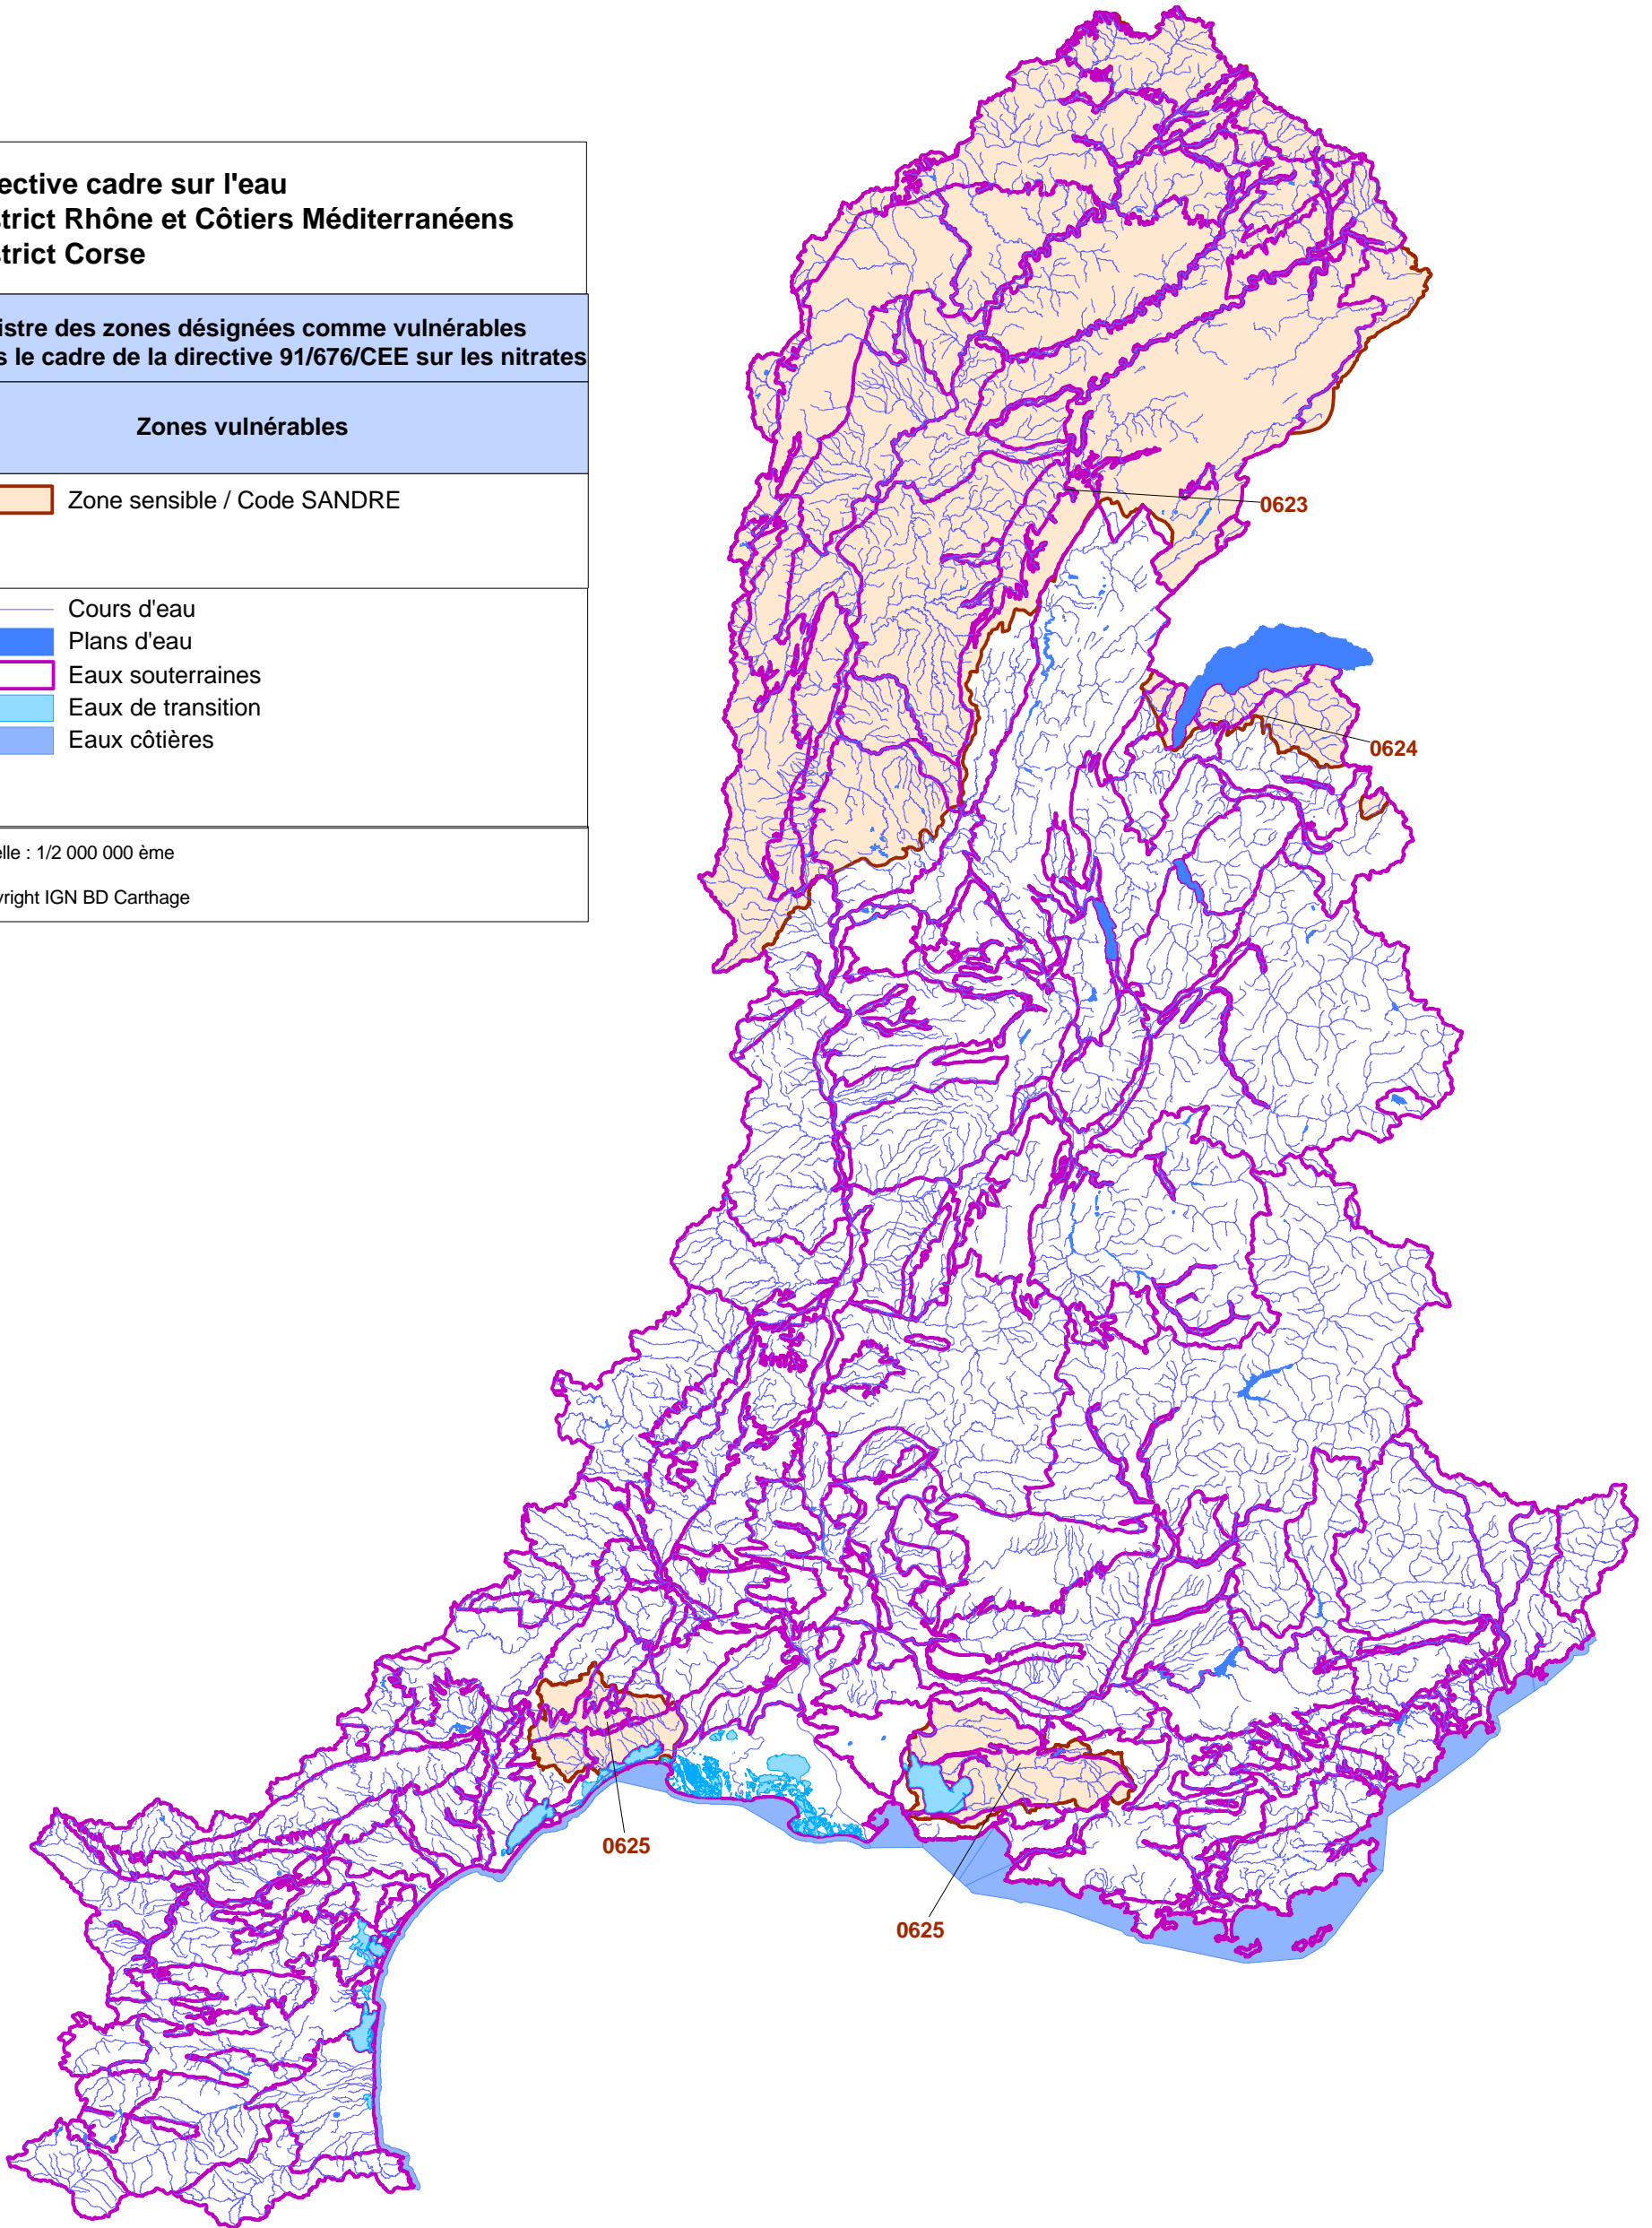 ective cadre sur l'eau
strict Rhône et Côtiers Méditerranéens
strict Corse
istre des zones désignées comme vulnérables
s le cadre de la directive 91/676/CEE sur les nitrates
Zones vulnérables
Zone sensible / Code SANDRE
Cours d'eau
Plans d'eau
Eaux souterraines
Eaux de transition
Eaux côtières
elle : 1/2 000 000 ème
yright IGN BD Carthage
0623
0624
0625
0625